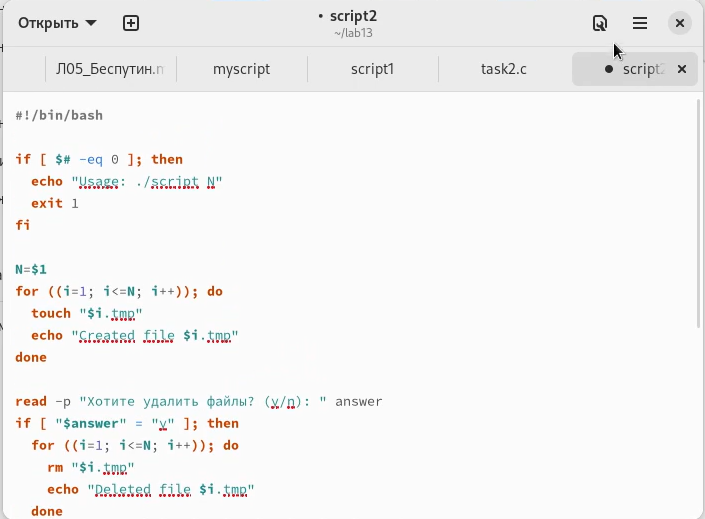 Открыть
• script2
~/lab13
Л05_Беспутин.п
myscript
script1
task2.c
• script2
#!/bin/bash
if [ $# -eq 0 ]; then
echo "Usage: ./script N"
exit 1
fi
N=$1
for ((i=1; i<=N; i++)); do
touch "$i.tmp"
echo "Created file $i.tmp"
done
read -p "Хотите удалить файлы? (y/n): " answer
if [ "$answer" = "y" ]; then
for ((i=1; i<=N; i++)); do
rm "$i.tmp"
echo "Deleted file $i.tmp"
done